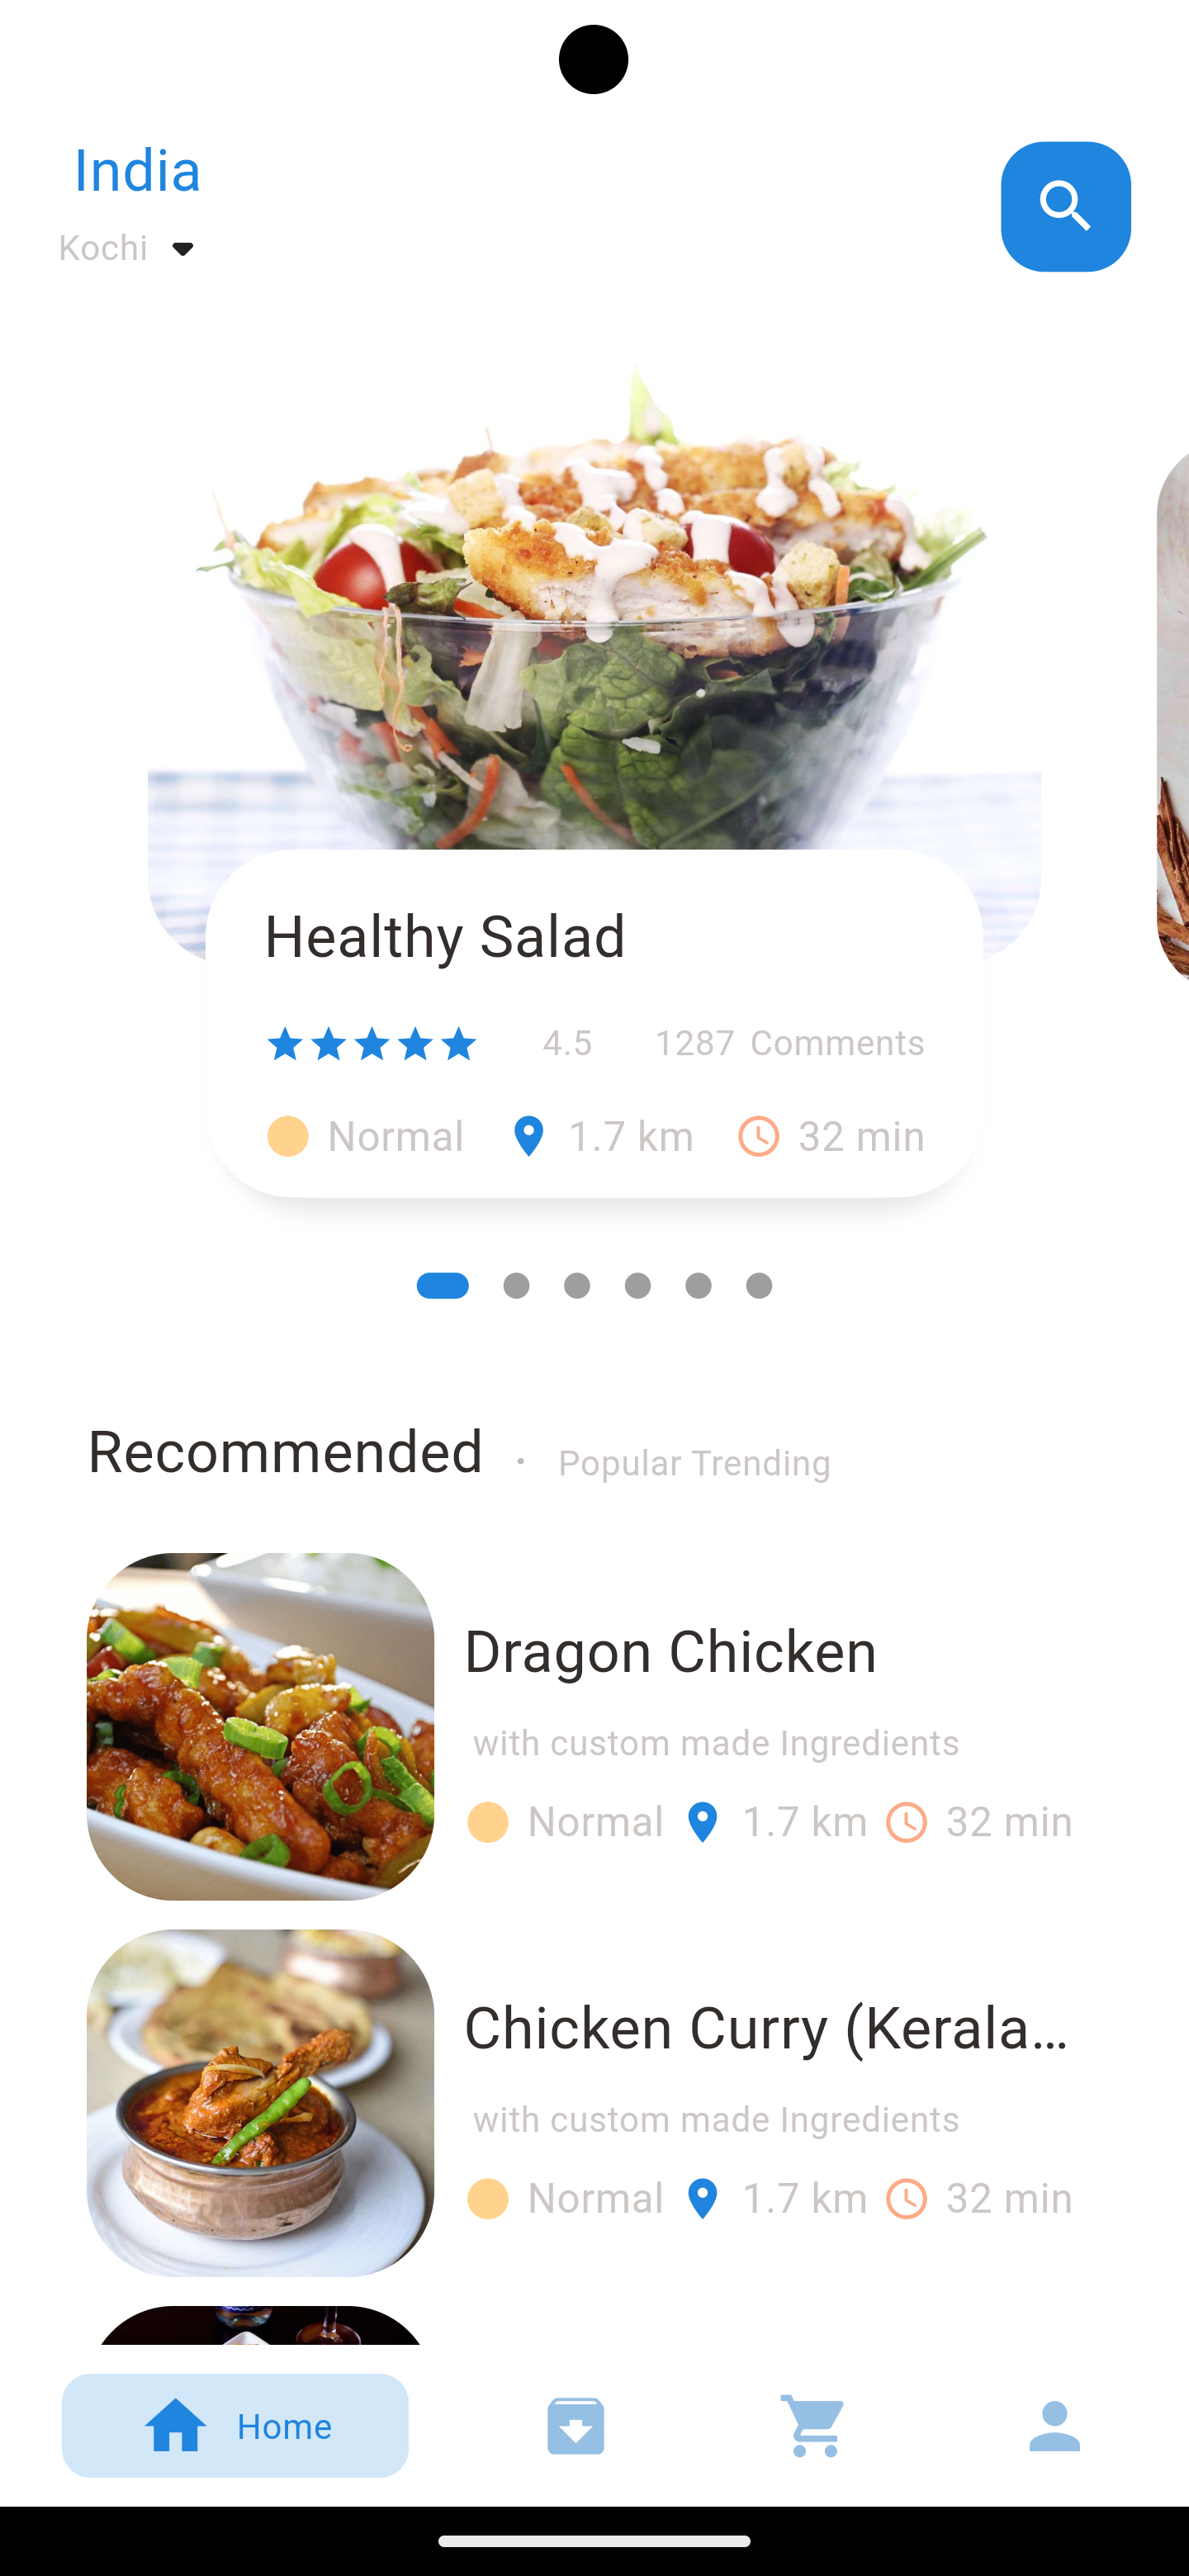 India
Kochi
Healthy Salad
4.5 1287 Comments
Normal 1.7 km 32 min
Recommended · Popular Trending
Dragon Chicken
with custom made Ingredients
Normal 1.7 km 32 min
Chicken Curry (Kerala...
with custom made Ingredients
Normal 1.7 km 32 min
Home